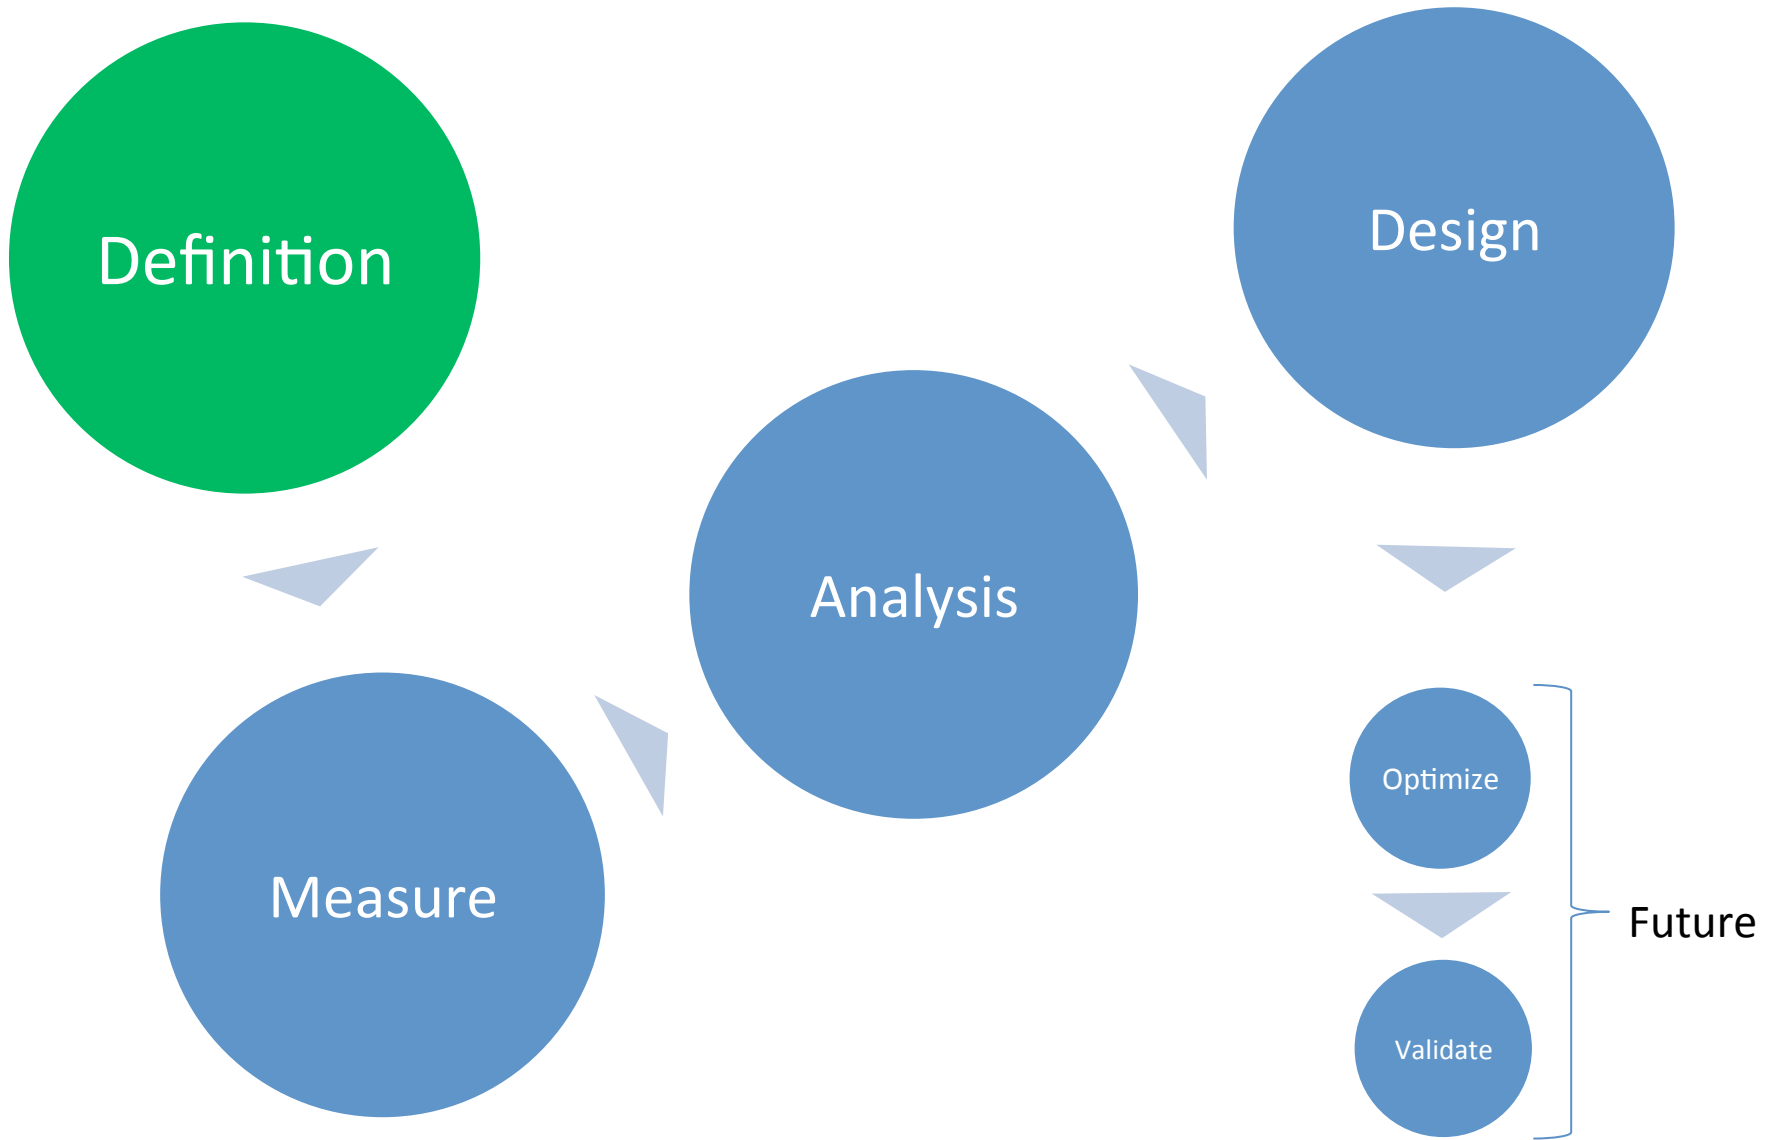 Definition
Measure
Analysis
Design
Optimize
Validate
Future